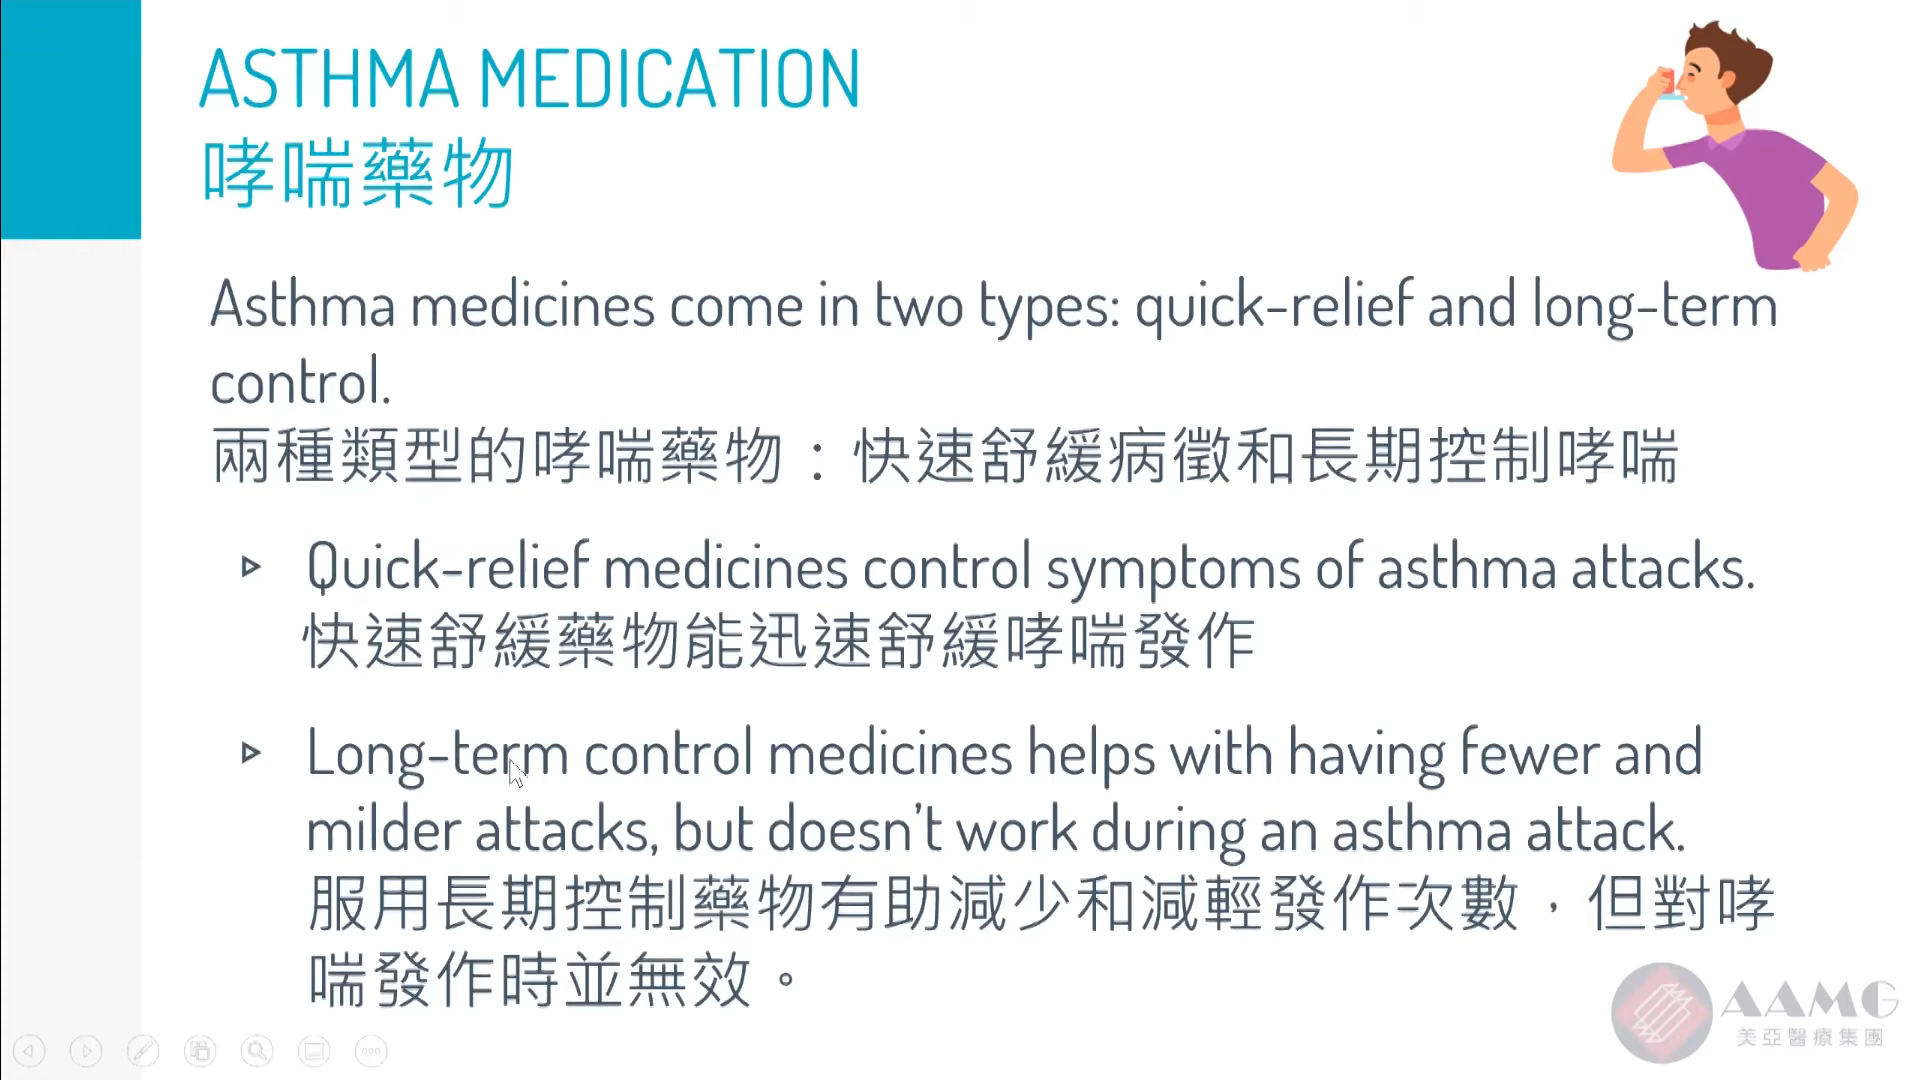 ASTHMA MEDICATION
哮喘藥物
Asthma medicines come in two types: quick-relief and long-term
control.
兩種類型的哮喘藥物：快速舒緩病徵和長期控制哮喘
Quick-relief medicines control symptoms of asthma attacks.
快速舒緩藥物能迅速舒緩哮喘發作
Long-term control medicines helps with having fewer and
milder attacks, but doesn't work during an asthma attack.
服用長期控制藥物有助減少和減輕發作次數，但對哮
喘發作時並無效。
AAMG
美亞醫療集團